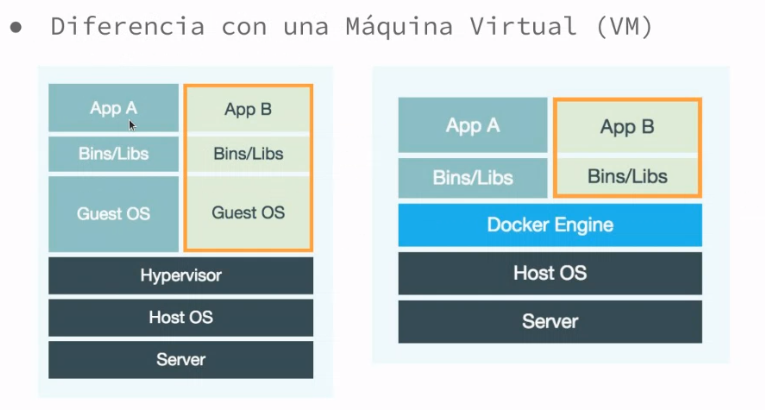 ● Diferencia con una Máquina Virtual (VM)
App A
App B
Bins/Libs
Bins/Libs
Guest OS
Guest OS
Hypervisor
Host OS
Server
App A
App B
Bins/Libs
Bins/Libs
Docker Engine
Host OS
Server